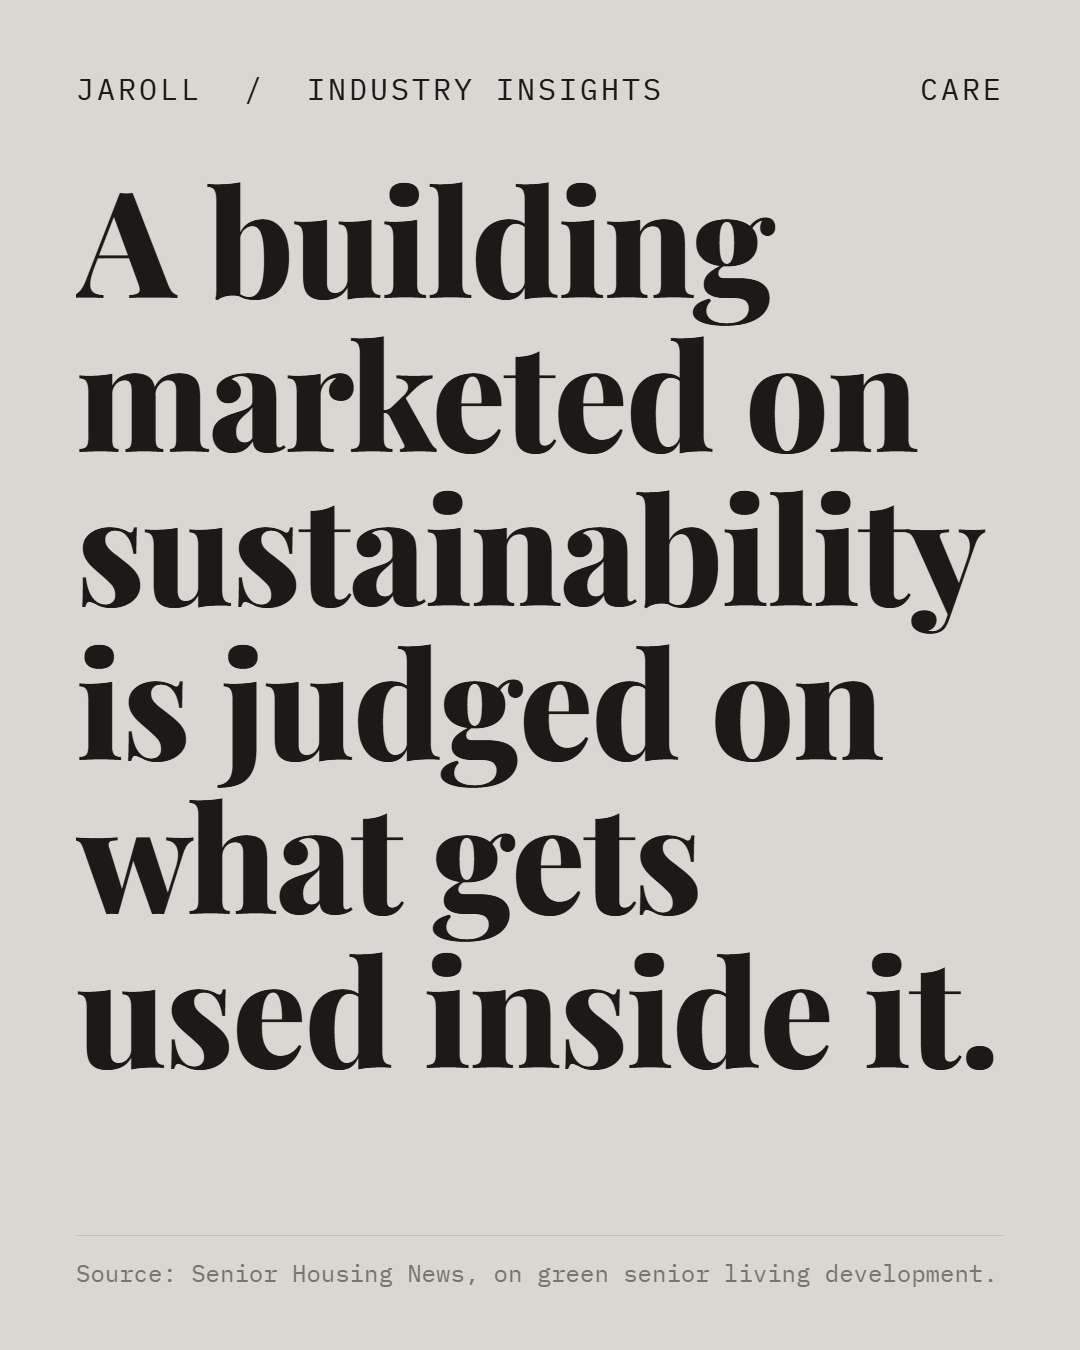 JAROLL / INDUSTRY INSIGHTS CARE
A building
marketed on
sustainability
is judged on
what gets
used inside it.
Source: Senior Housing News, on green senior living development.